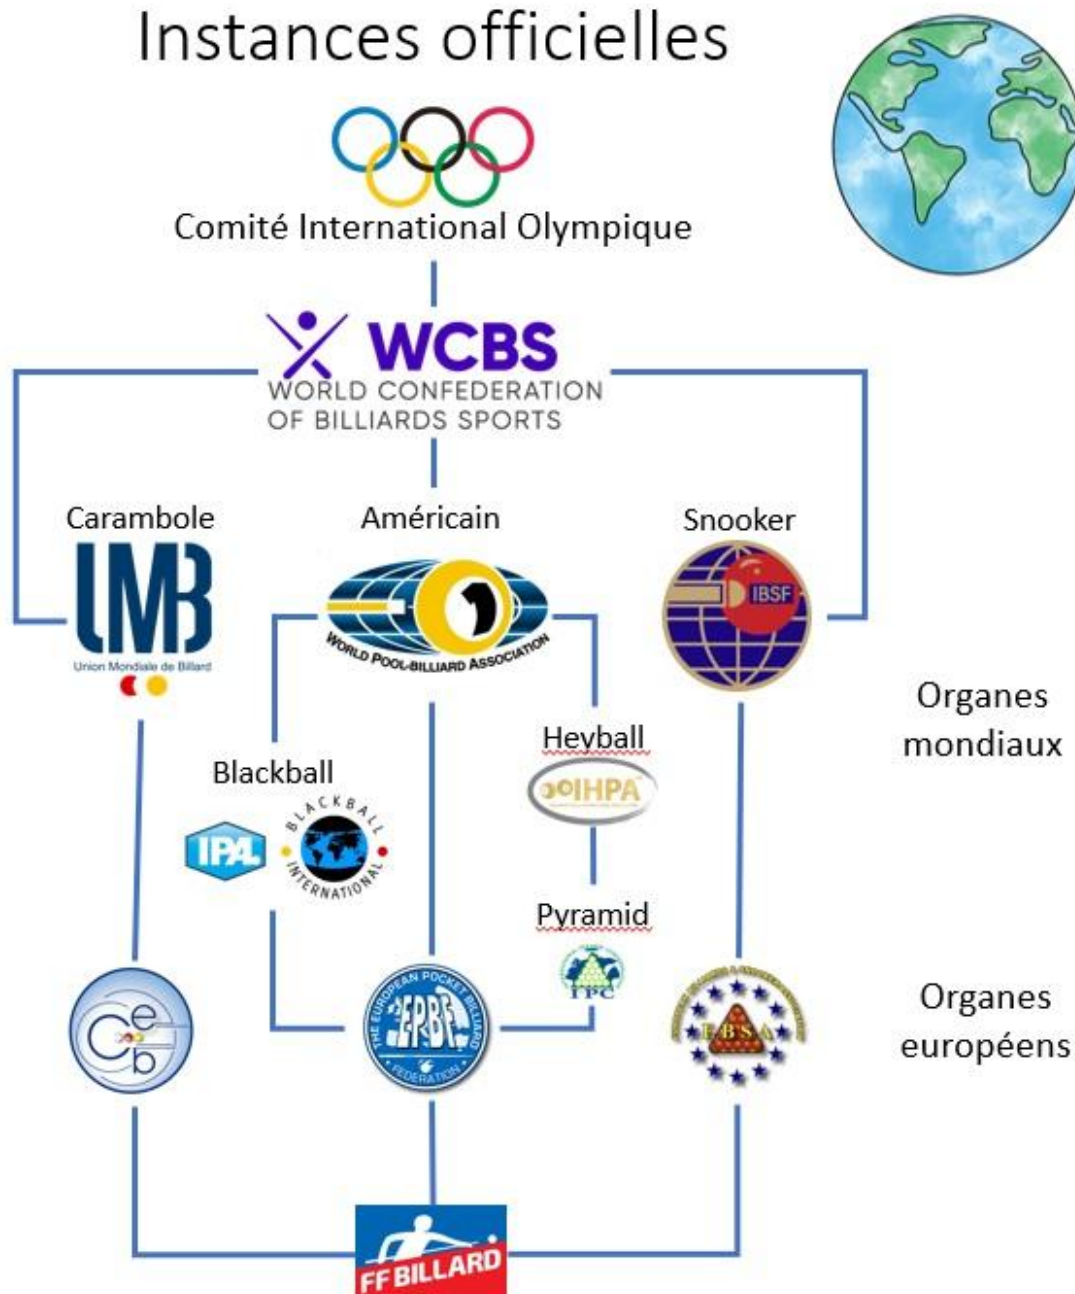 Instances officielles
Comité International Olympique
WCBS
WORLD CONFEDERATION
OF BILLIARDS SPORTS
Carambole
Américain
Snooker
UMB
Union Mondiale de Billard
WORLD POOL-BILLIARD ASSOCIATION
IBSF
Organes
mondiaux
Blackball
Heyball
IPA
BLACKBALL
INTERNATIONAL
IHPA
Pyramid
IPC
Ceb
THE EUROPEAN POCKET BILLIARD
EPBF
FEDERATION
EBSA
Organes
européens
FF BILLARD